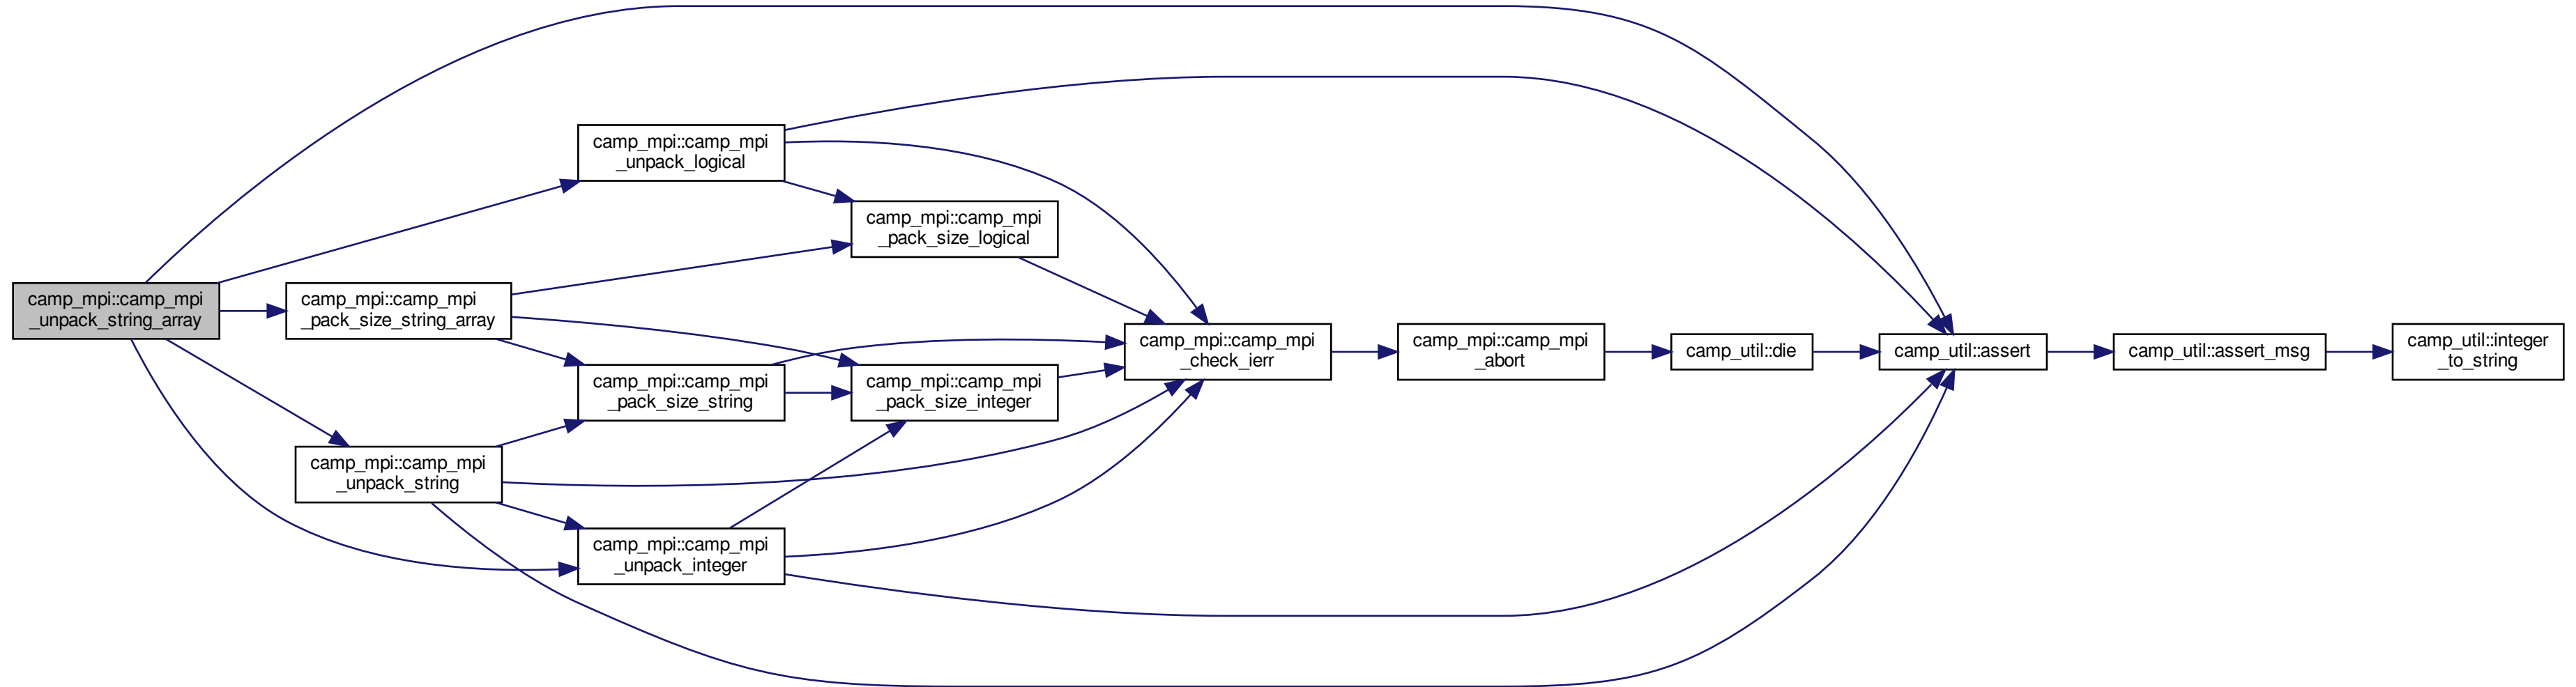 camp_mpi::camp_mpi
_unpack_string_array
camp_mpi::camp_mpi
_pack_size_string_array
camp_mpi::camp_mpi
_unpack_string
camp_mpi::camp_mpi
_unpack_logical
camp_mpi::camp_mpi
_pack_size_string
camp_mpi::camp_mpi
_unpack_integer
camp_mpi::camp_mpi
_pack_size_logical
camp_mpi::camp_mpi
_pack_size_integer
camp_mpi::camp_mpi
_check_ierr
camp_mpi::camp_mpi
_abort
camp_util::die
camp_util::assert
camp_util::assert_msg
camp_util::integer
_to_string